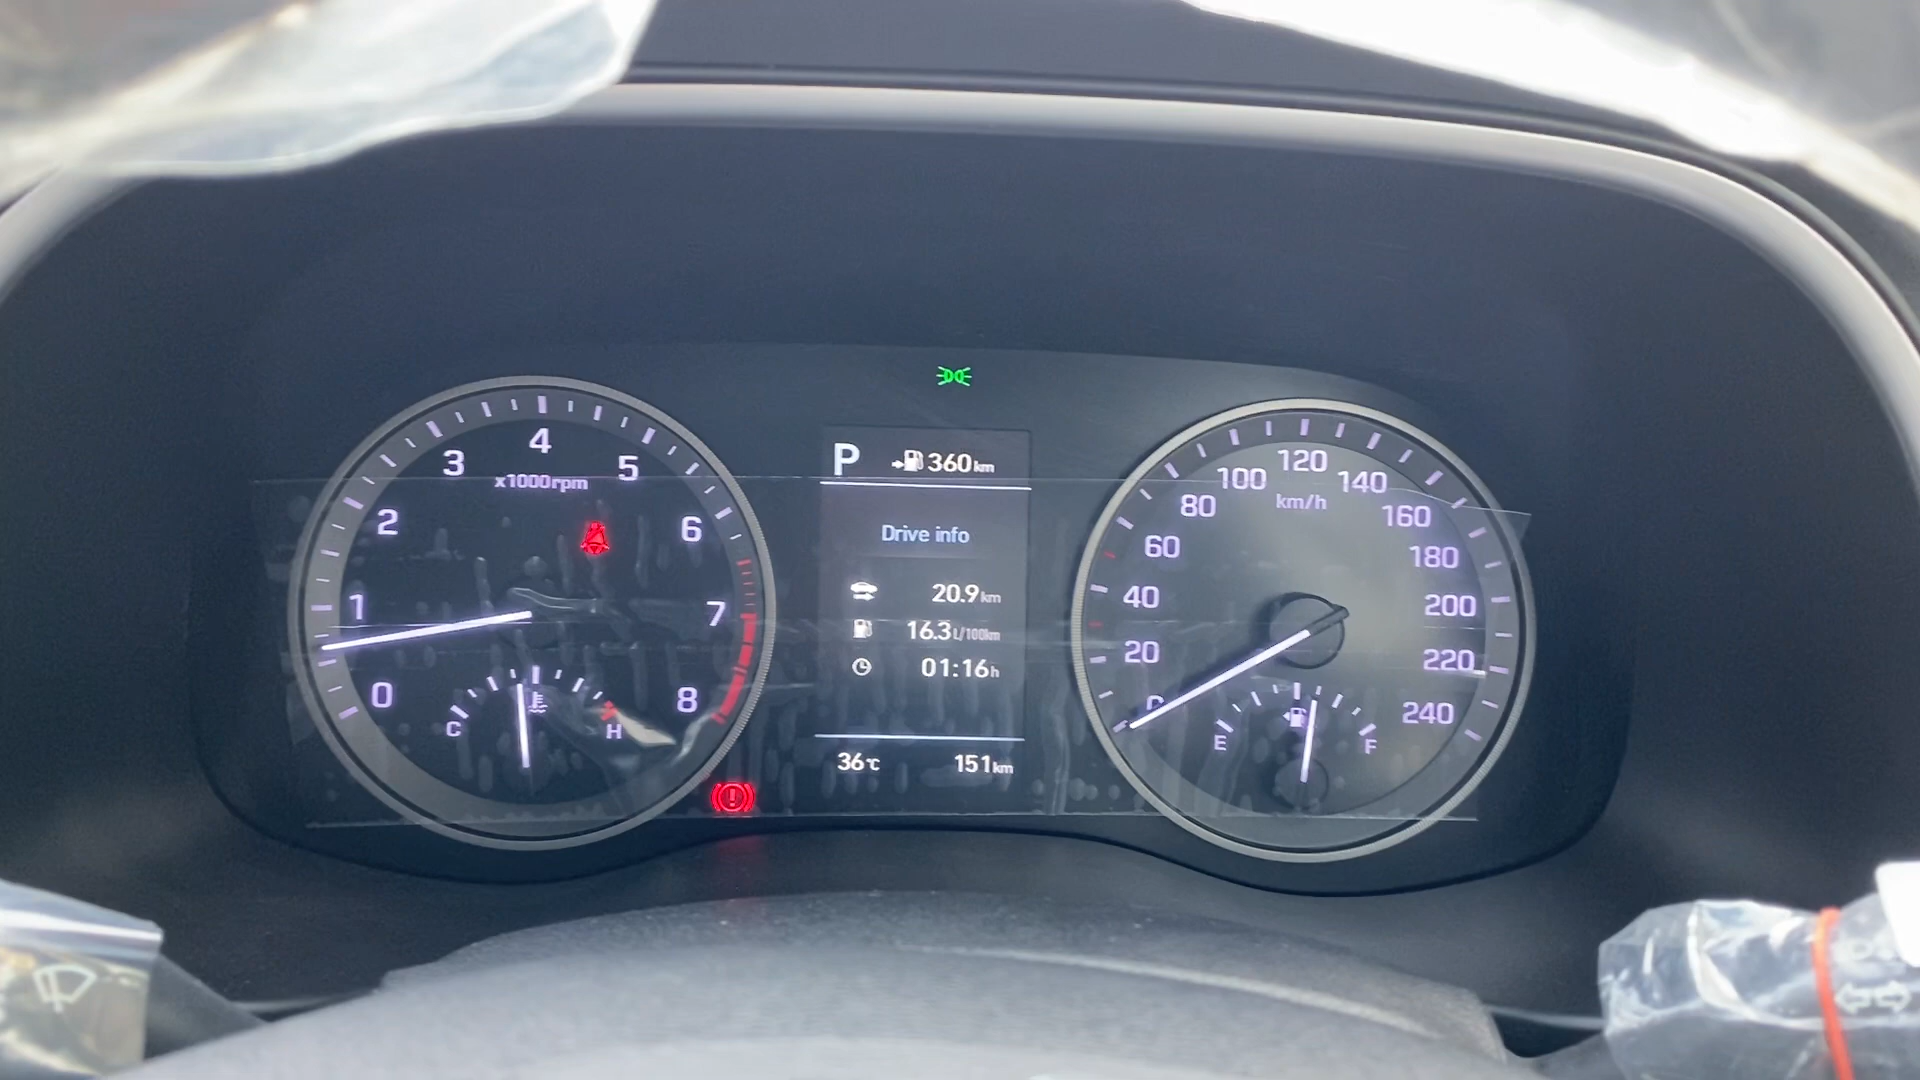 0
1
2
3
4
5
6
7
8
x1000rpm
C
H
P
360km
Drive info
20.9km
16.3L/100km
01:16h
36℃
151km
20
40
60
80
100
120
140
160
180
200
220
240
km/h
E
F